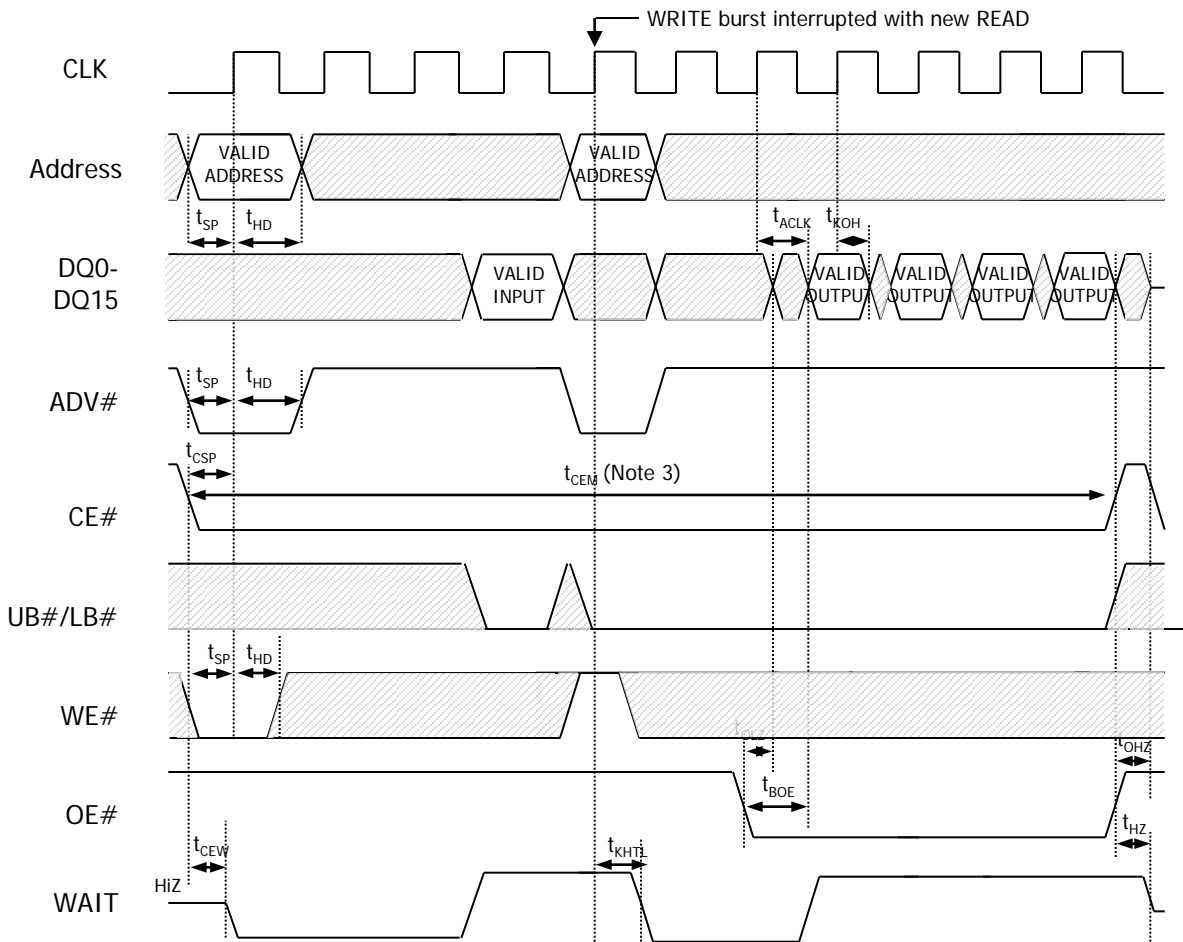 WRITE burst interrupted with new READ
CLK
Address
VALID
ADDRESS
VALID
ADDRESS
tSP
tHD
tACLK
tKOH
DQ0-
DQ15
VALID
INPUT
VALID
OUTPUT
VALID
OUTPUT
VALID
OUTPUT
VALID
OUTPUT
ADV#
tSP
tHD
tCSP
tCEM (Note 3)
CE#
UB#/LB#
tSP
tHD
WE#
tOLZ
tOHZ
OE#
tBOE
tHZ
tCEW
tKHTL
HiZ
WAIT